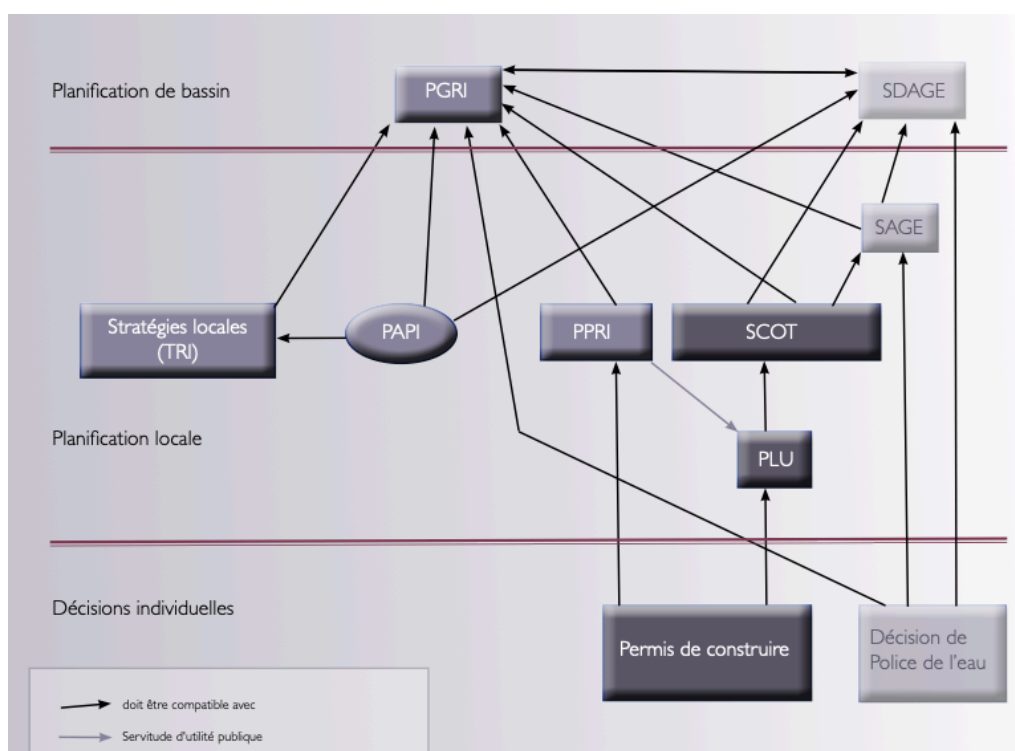 Planification de bassin
PGRI
SDAGE
SAGE
Stratégies locales
(TRI)
PAPI
PPRI
SCOT
Planification locale
PLU
Décisions individuelles
Permis de construire
Décision de
Police de l'eau
doit être compatible avec
Servitude d'utilité publique